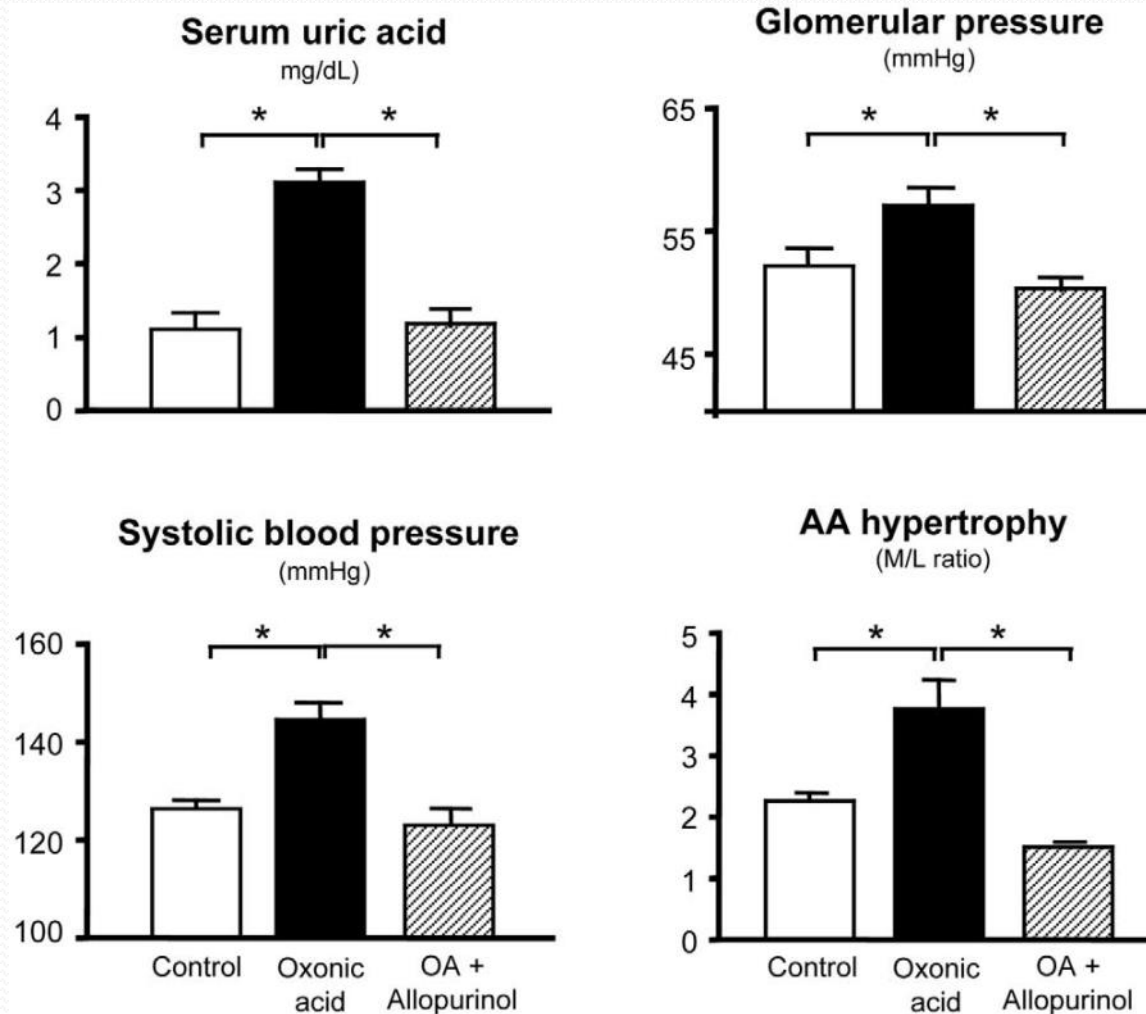 Serum uric acid
mg/dL)
4
3
2
1
0
* *
Glomerular pressure
(mmHg)
65
55
45
* *
Systolic blood pressure
(mmHg)
160
140
120
100
* *
Control Oxonic acid OA + Allopurinol
AA hypertrophy
(M/L ratio)
5
4
3
2
1
0
* *
Control Oxonic acid OA + Allopurinol